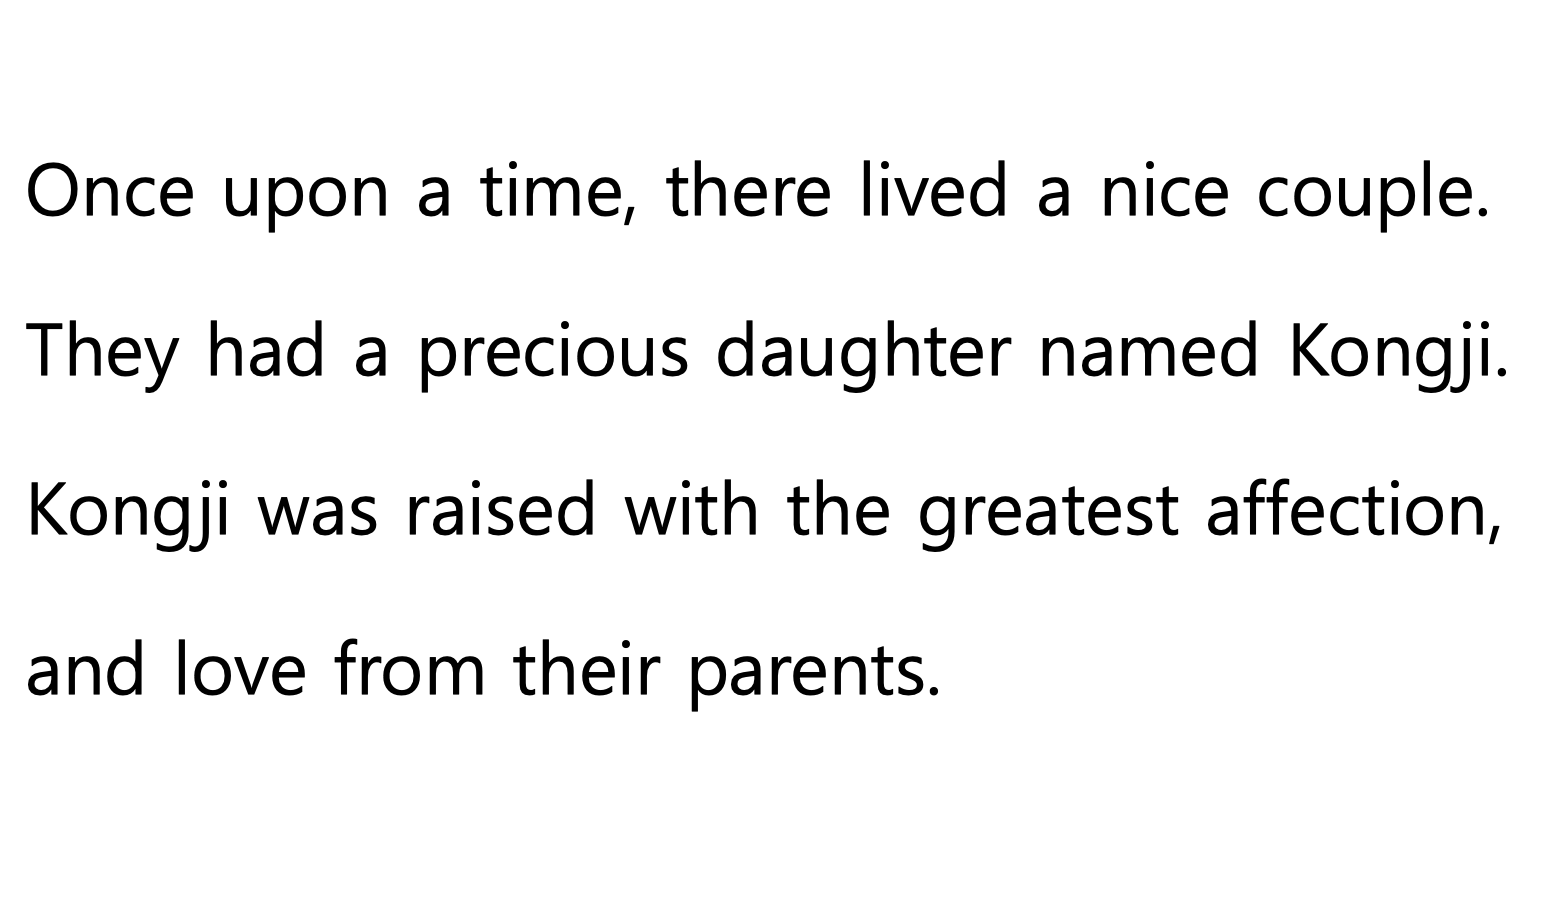 Once upon a time, there lived a nice couple.
They had a precious daughter named Kongji.
Kongji was raised with the greatest affection,
and love from their parents.